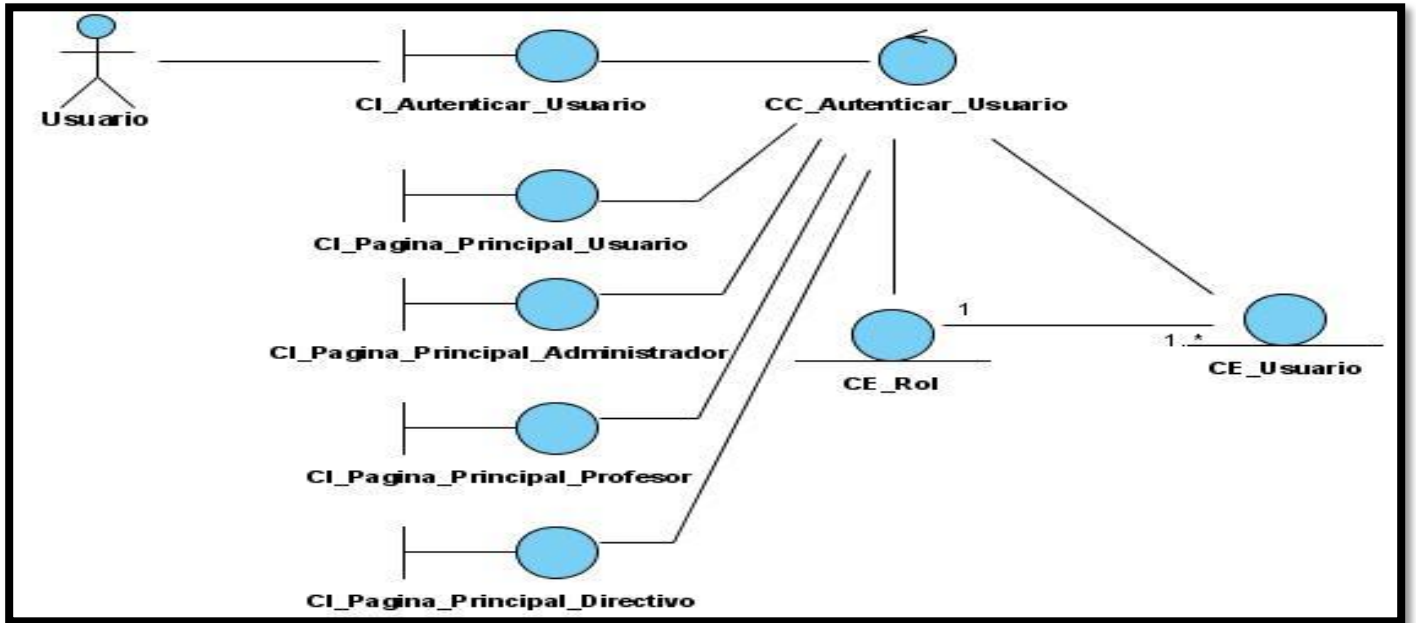 Usuario
CI_Autenticar_Usuario
CC_Autenticar_Usuario
CI_Pagina_Principal_Usuario
CI_Pagina_Principal_Administrador
1
1..*
CE_Rol
CE_Usuario
CI_Pagina_Principal_Profesor
CI_Pagina_Principal_Directivo